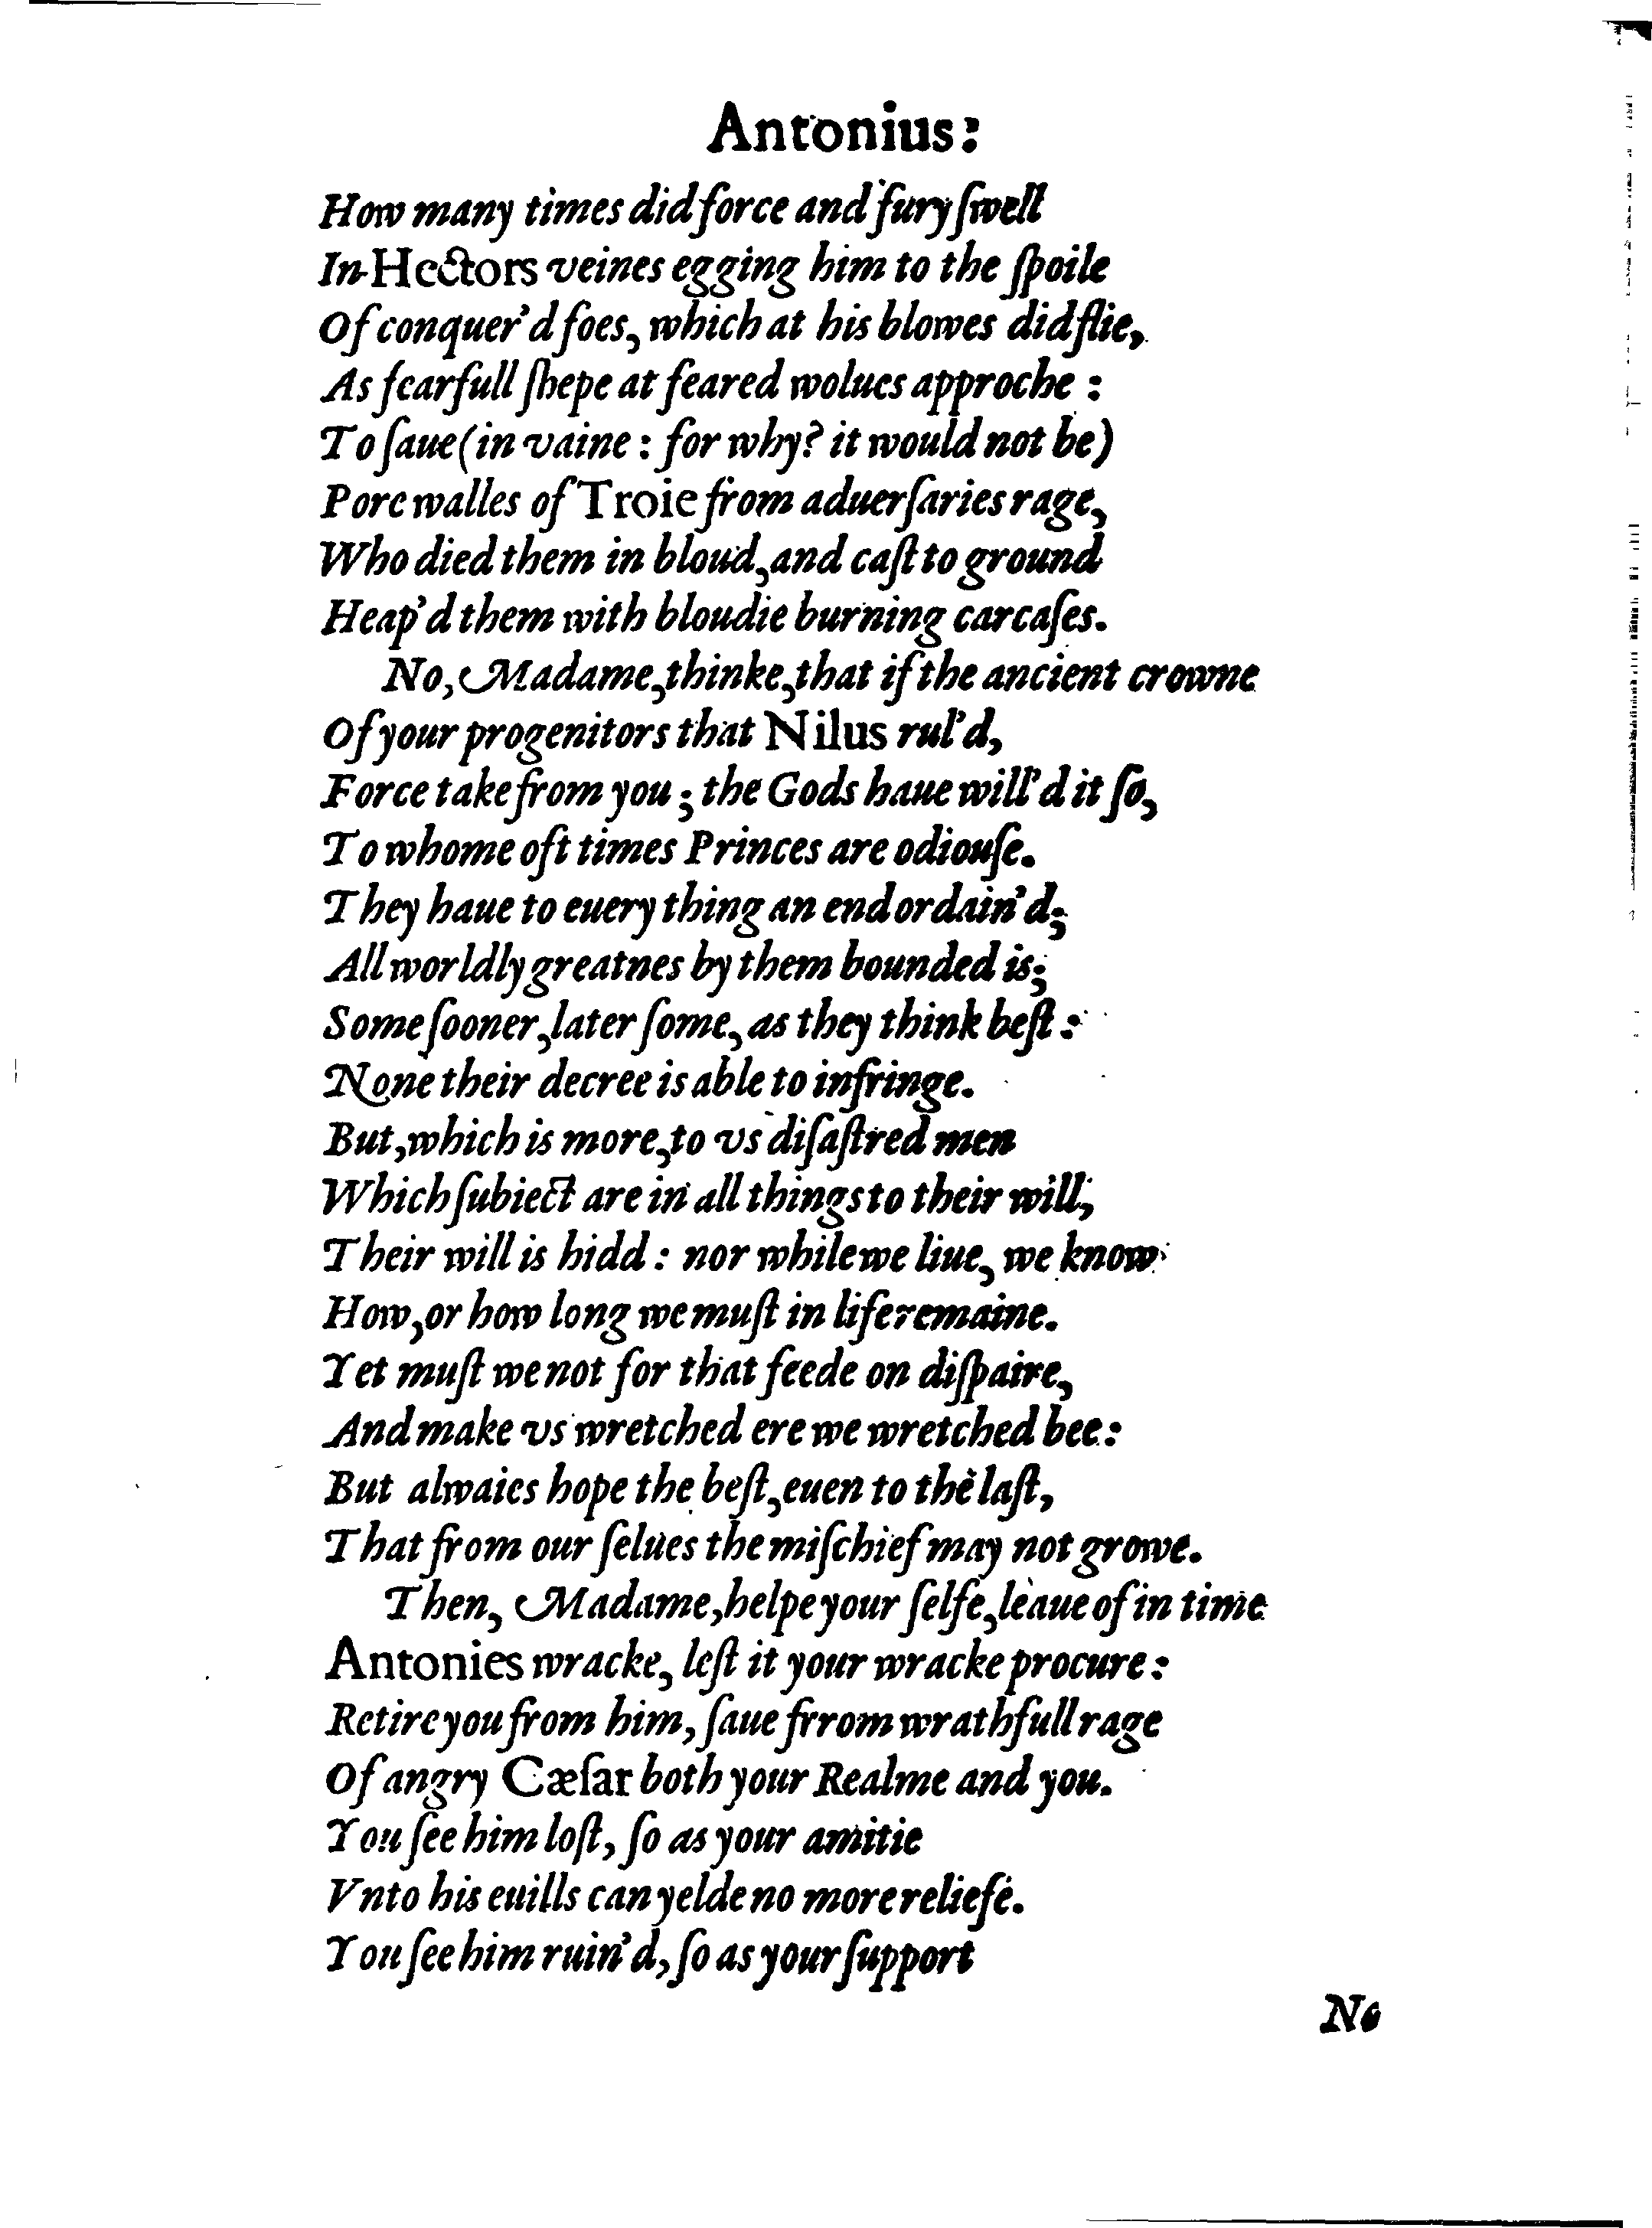 Antonius:
How many times did force and fury ſwell
In Hectors veines egging him to the ſpoile
Of conquer'd foes, which at his blowes did flie,
As fearfull ſhepe at feared wolues approche :
To ſaue (in vaine : for why? it would not be)
Pore walles of Troie from aduerſaries rage,
Who died them in bloud, and caſt to ground
Heap'd them with bloudie burning carcaſes.
No, Madame, thinke, that if the ancient crowne
Of your progenitors that Nilus rul'd,
Force take from you ; the Gods haue will'd it ſo,
To whome oft times Princes are odiouſe.
They haue to euery thing an end ordain'd;
All worldly greatnes by them bounded is;
Some ſooner, later ſome, as they think beſt :
None their decree is able to infringe.
But, which is more, to vs diſaſtred men
Which ſubiect are in all things to their will,
Their will is hidd : nor while we liue, we know
How, or how long we muſt in life remaine.
Yet muſt we not for that feede on diſpaire,
And make vs wretched ere we wretched bee :
But alwaies hope the beſt, euen to the laſt,
That from our ſelues the miſchief may not growe.
Then, Madame, helpe your ſelfe, leaue of in time
Antonies wracke, leſt it your wracke procure :
Retire you from him, ſaue frrom wrathfull rage
Of angry Cæſar both your Realme and you.
You ſee him loſt, ſo as your amitie
Vnto his euills can yelde no more reliefe.
You ſee him ruin'd, ſo as your ſupport
No